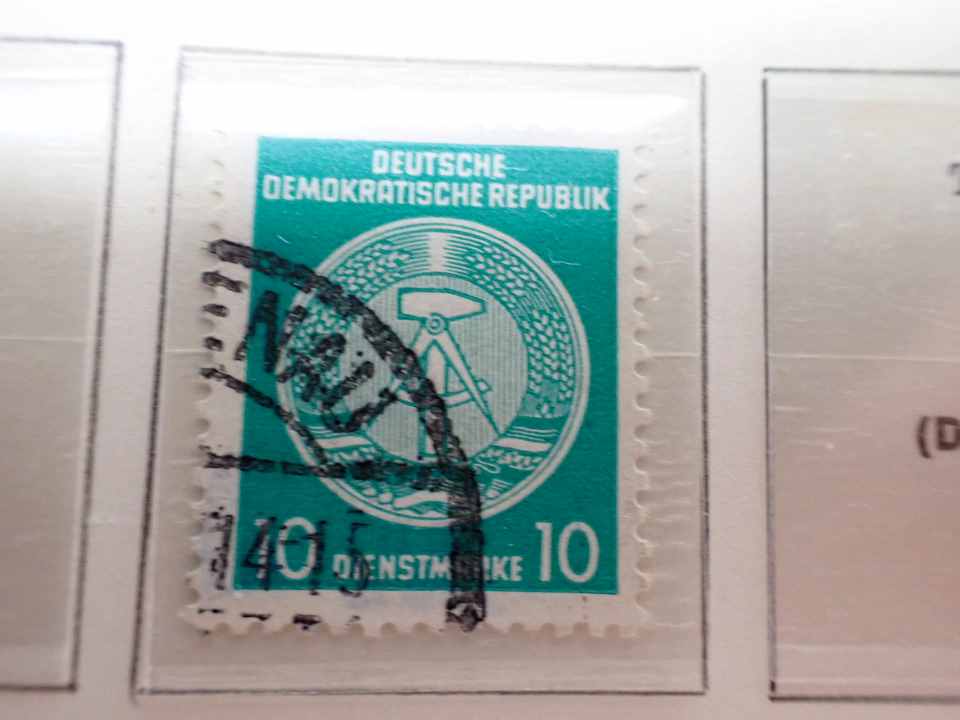 DEUTSCHE
DEMOKRATISCHE REPUBLIK
10 DIENSTMARKE 10
(D